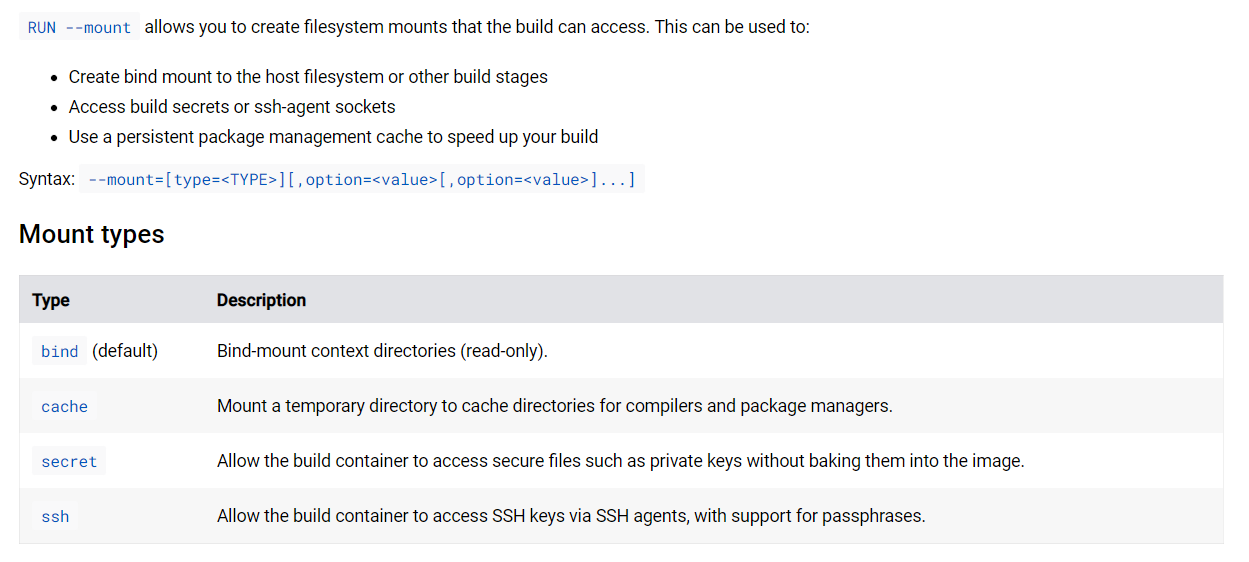 RUN --mount allows you to create filesystem mounts that the build can access. This can be used to:
Create bind mount to the host filesystem or other build stages
Access build secrets or ssh-agent sockets
Use a persistent package management cache to speed up your build
Syntax: --mount=[type=<TYPE>][,option=<value>[,option=<value>]...]
Mount types
Type Description
bind (default) Bind-mount context directories (read-only).
cache Mount a temporary directory to cache directories for compilers and package managers.
secret Allow the build container to access secure files such as private keys without baking them into the image.
ssh Allow the build container to access SSH keys via SSH agents, with support for passphrases.